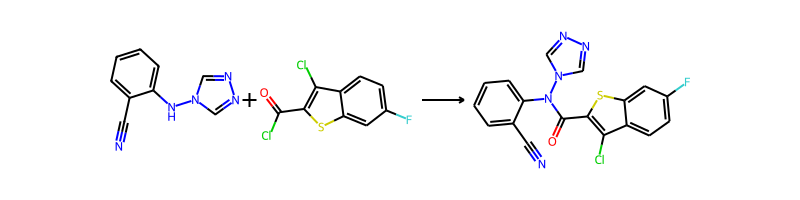 N N N N H N + O Cl Cl S F
N N N N O N S Cl F